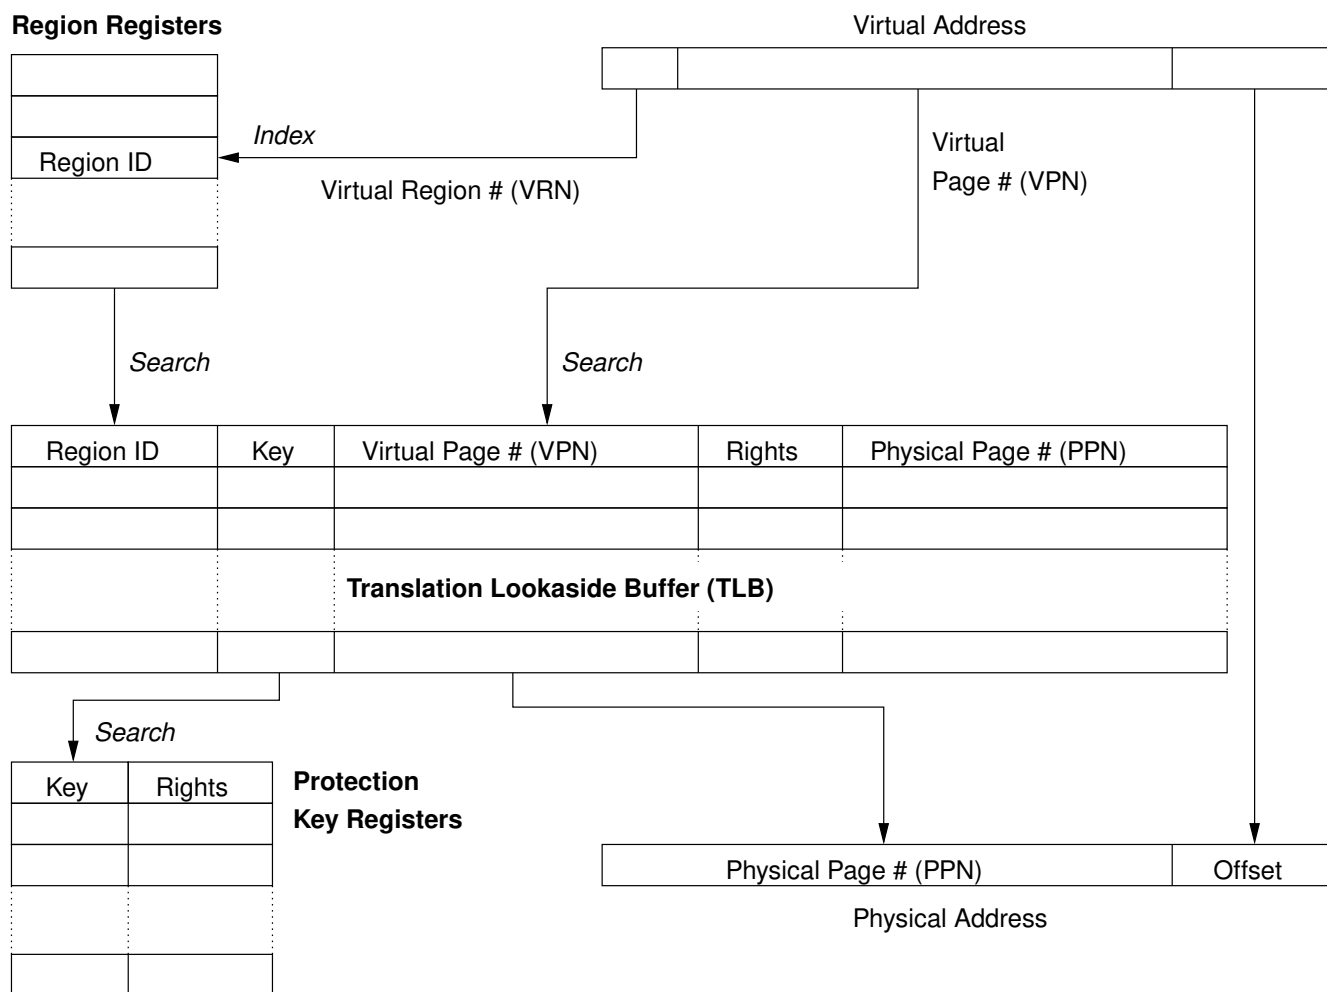 Region Registers
Virtual Address
Index
Region ID
Virtual Region # (VRN)
Virtual
Page # (VPN)
Search
Search
Region ID
Key
Virtual Page # (VPN)
Rights
Physical Page # (PPN)
Translation Lookaside Buffer (TLB)
Search
Key
Rights
Protection
Key Registers
Physical Page # (PPN)
Offset
Physical Address